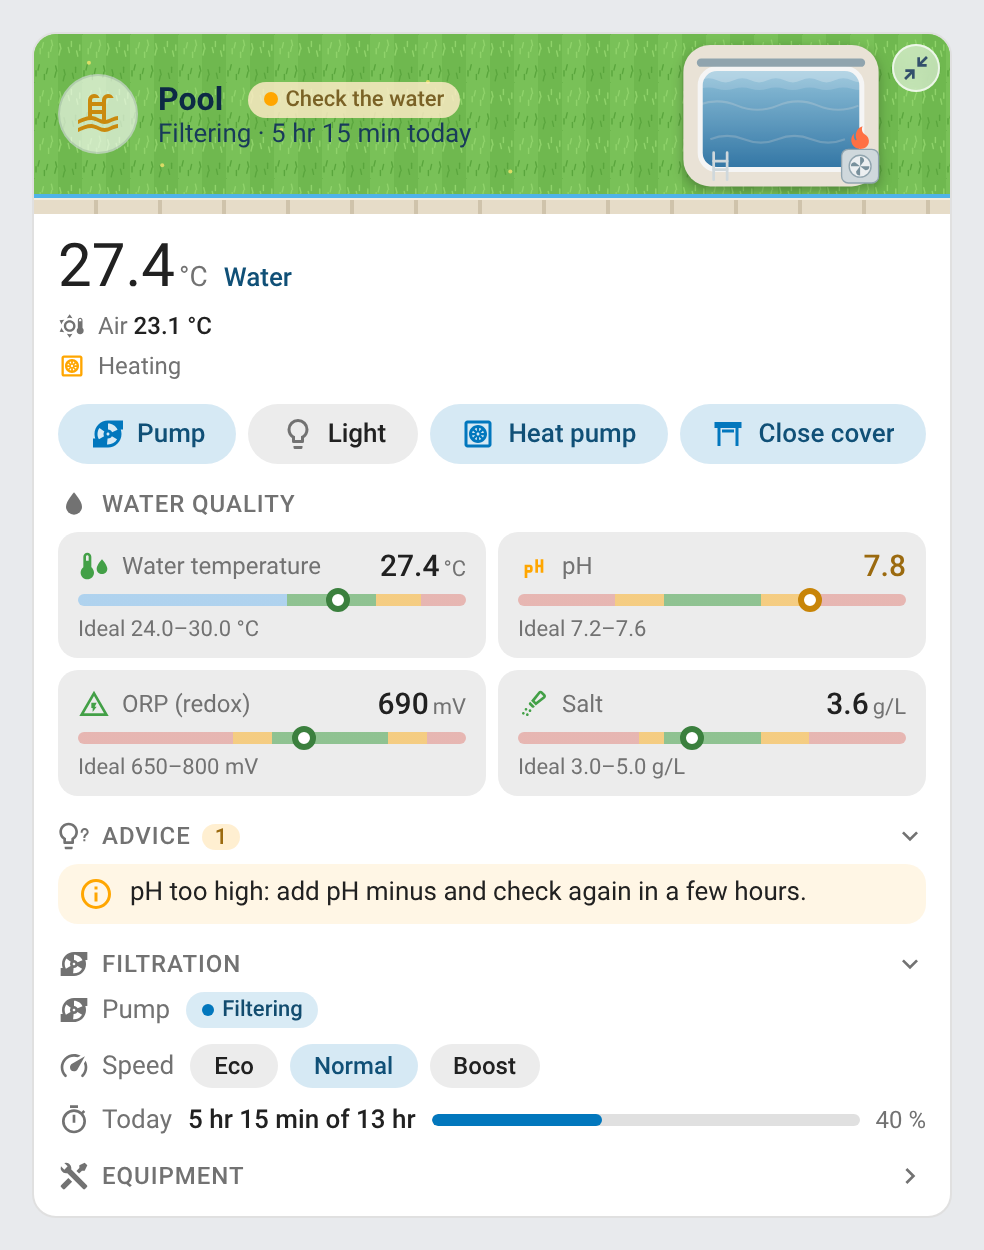 Pool
Check the water
Filtering · 5 hr 15 min today
27.4 °C Water
Air 23.1 °C
Heating
Pump
Light
Heat pump
Close cover
WATER QUALITY
Water temperature 27.4 °C
Ideal 24.0–30.0 °C
pH pH 7.8
Ideal 7.2–7.6
ORP (redox) 690 mV
Ideal 650–800 mV
Salt 3.6 g/L
Ideal 3.0–5.0 g/L
ADVICE 1
pH too high: add pH minus and check again in a few hours.
FILTRATION
Pump Filtering
Speed Eco Normal Boost
Today 5 hr 15 min of 13 hr 40 %
EQUIPMENT